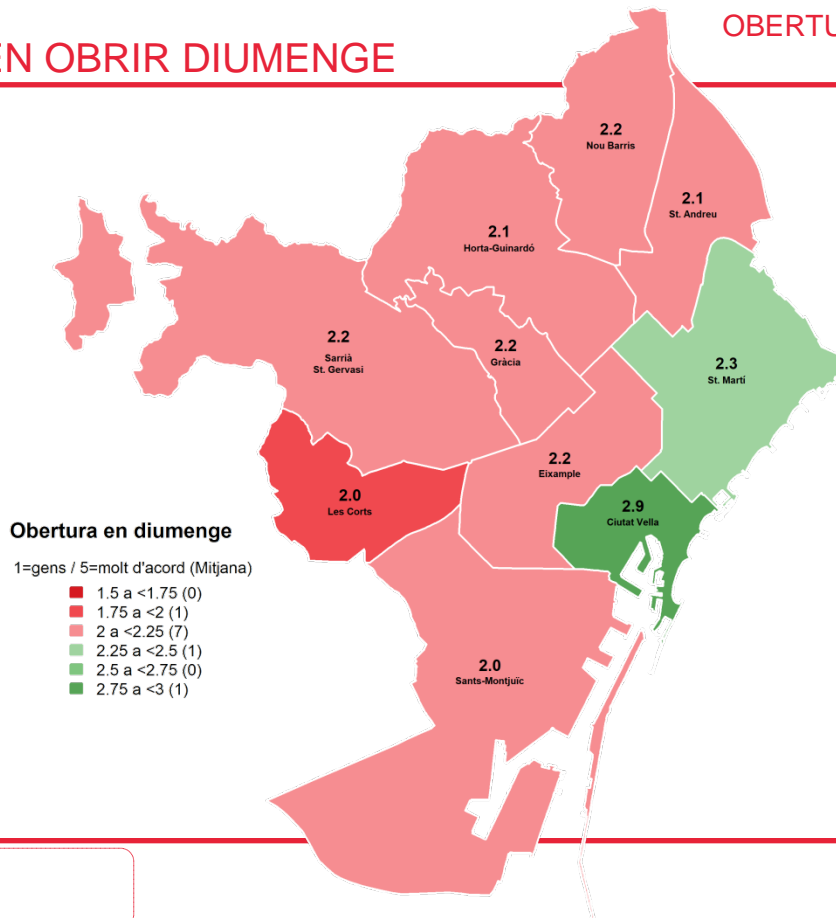 OBERTU
EN OBRIR DIUMENGE
2.2
Nou Barris
2.1
St. Andreu
2.1
Horta-Guinardó
2.2
Sarrià
St. Gervasi
2.2
Gràcia
2.3
St. Martí
2.2
Eixample
2.0
Les Corts
2.9
Ciutat Vella
Obertura en diumenge
1=gens / 5=molt d'acord (Mitjana)
1.5 a <1.75 (0)
1.75 a <2 (1)
2 a <2.25 (7)
2.25 a <2.5 (1)
2.5 a <2.75 (0)
2.75 a <3 (1)
2.0
Sants-Montjuïc